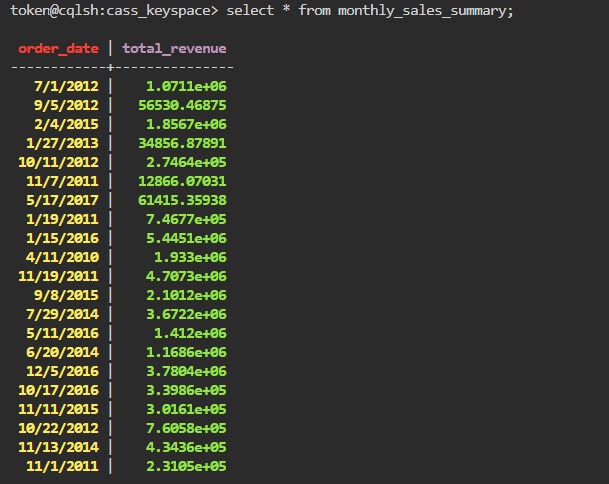 token@cqlsh:cass_keyspace> select * from monthly_sales_summary;
order_date | total_revenue
------------+---------------
7/1/2012 | 1.0711e+06
9/5/2012 | 56530.46875
2/4/2015 | 1.8567e+06
1/27/2013 | 34856.87891
10/11/2012 | 2.7464e+05
11/7/2011 | 12866.07031
5/17/2017 | 61415.35938
1/19/2011 | 7.4677e+05
1/15/2016 | 5.4451e+06
4/11/2010 | 1.933e+06
11/19/2011 | 4.7073e+06
9/8/2015 | 2.1012e+06
7/29/2014 | 3.6722e+06
5/11/2016 | 1.412e+06
6/20/2014 | 1.1686e+06
12/5/2016 | 3.7804e+06
10/17/2016 | 3.3986e+05
11/11/2015 | 3.0161e+05
10/22/2012 | 7.6058e+05
11/13/2014 | 4.3436e+05
11/1/2011 | 2.3105e+05